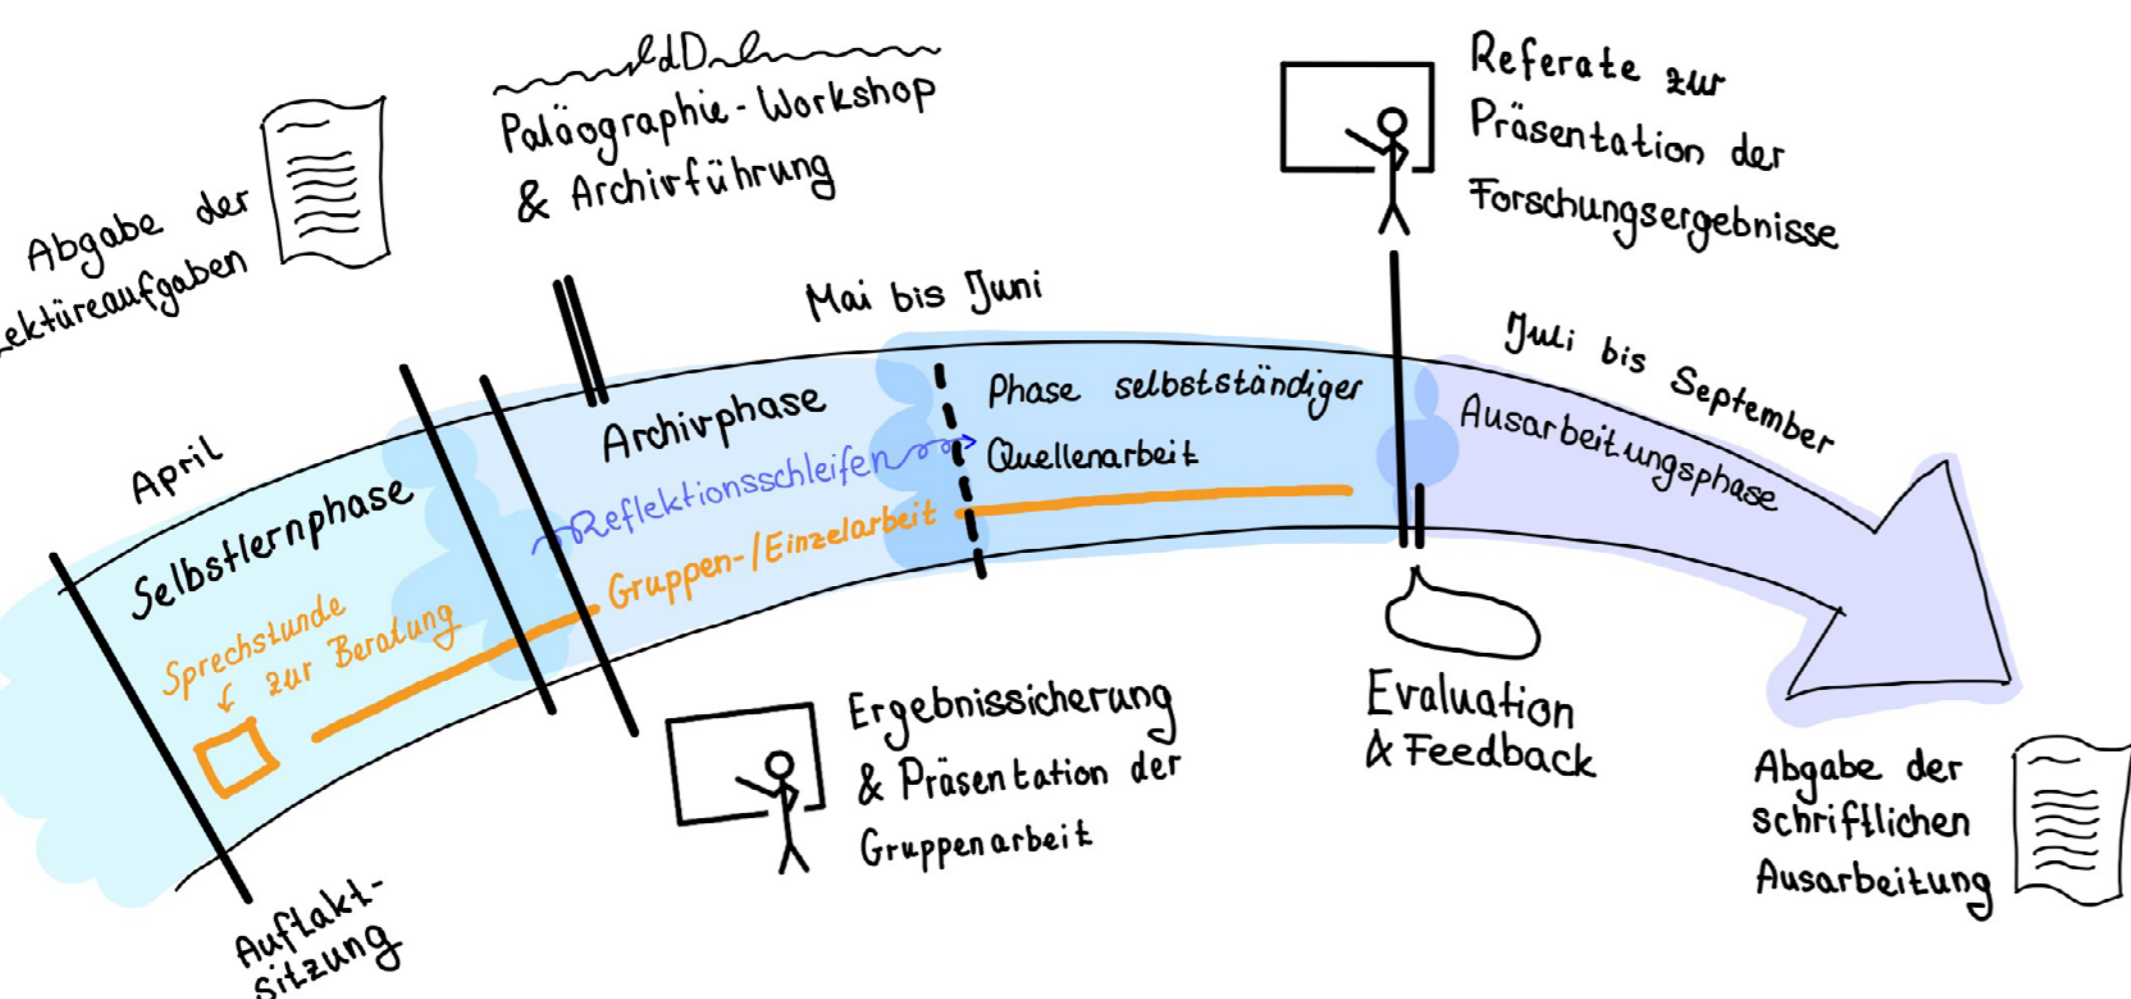 Abgabe der
Lektüreaufgaben
Paläographie-Workshop
& Archivführung
Referate zur
Präsentation der
Forschungsergebnisse
April
Mai bis Juni
Juli bis September
Selbstlernphase
Sprechstunde
zur Beratung
Archivphase
Reflektionsschleifen
Gruppen-/Einzelarbeit
Phase selbstständiger
Quellenarbeit
Ausarbeitungsphase
Auftakt-
sitzung
Ergebnissicherung
& Präsentation der
Gruppenarbeit
Evaluation
& Feedback
Abgabe der
schriftlichen
Ausarbeitung